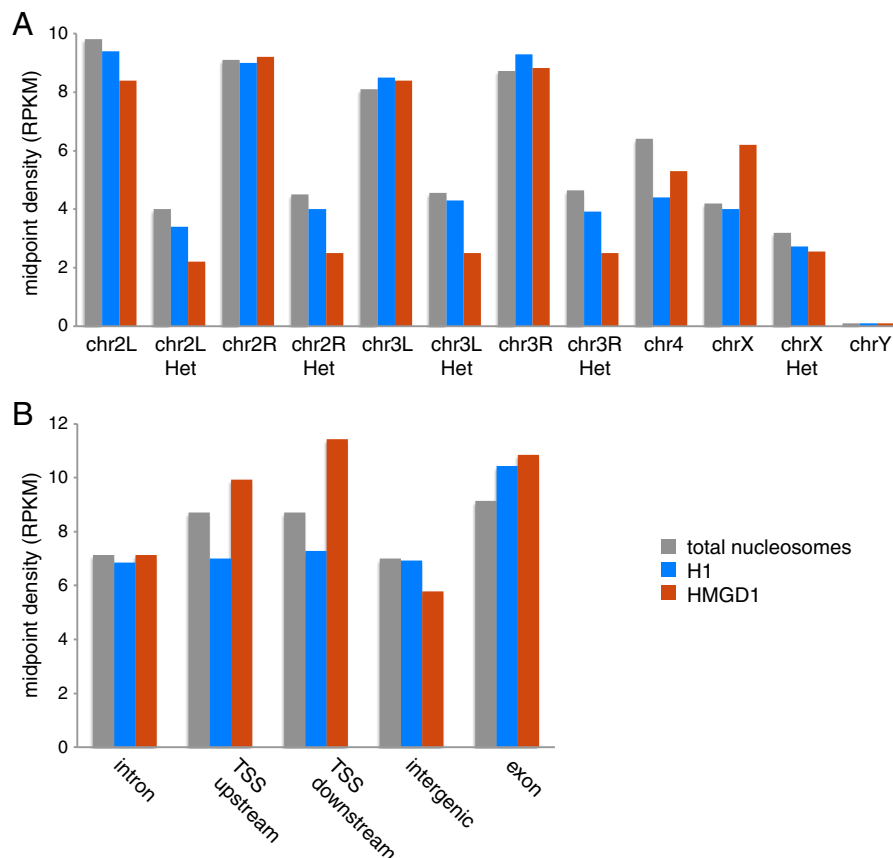 A
midpoint density (RPKM)
10
8
6
4
2
0
chr2L
chr2L
Het
chr2R
chr2R
Het
chr3L
chr3L
Het
chr3R
chr3R
Het
chr4
chrX
chrX
Het
chrY
B
midpoint density (RPKM)
12
10
8
6
4
2
0
intron
TSS
upstream
TSS
downstream
intergenic
exon
total nucleosomes
H1
HMGD1